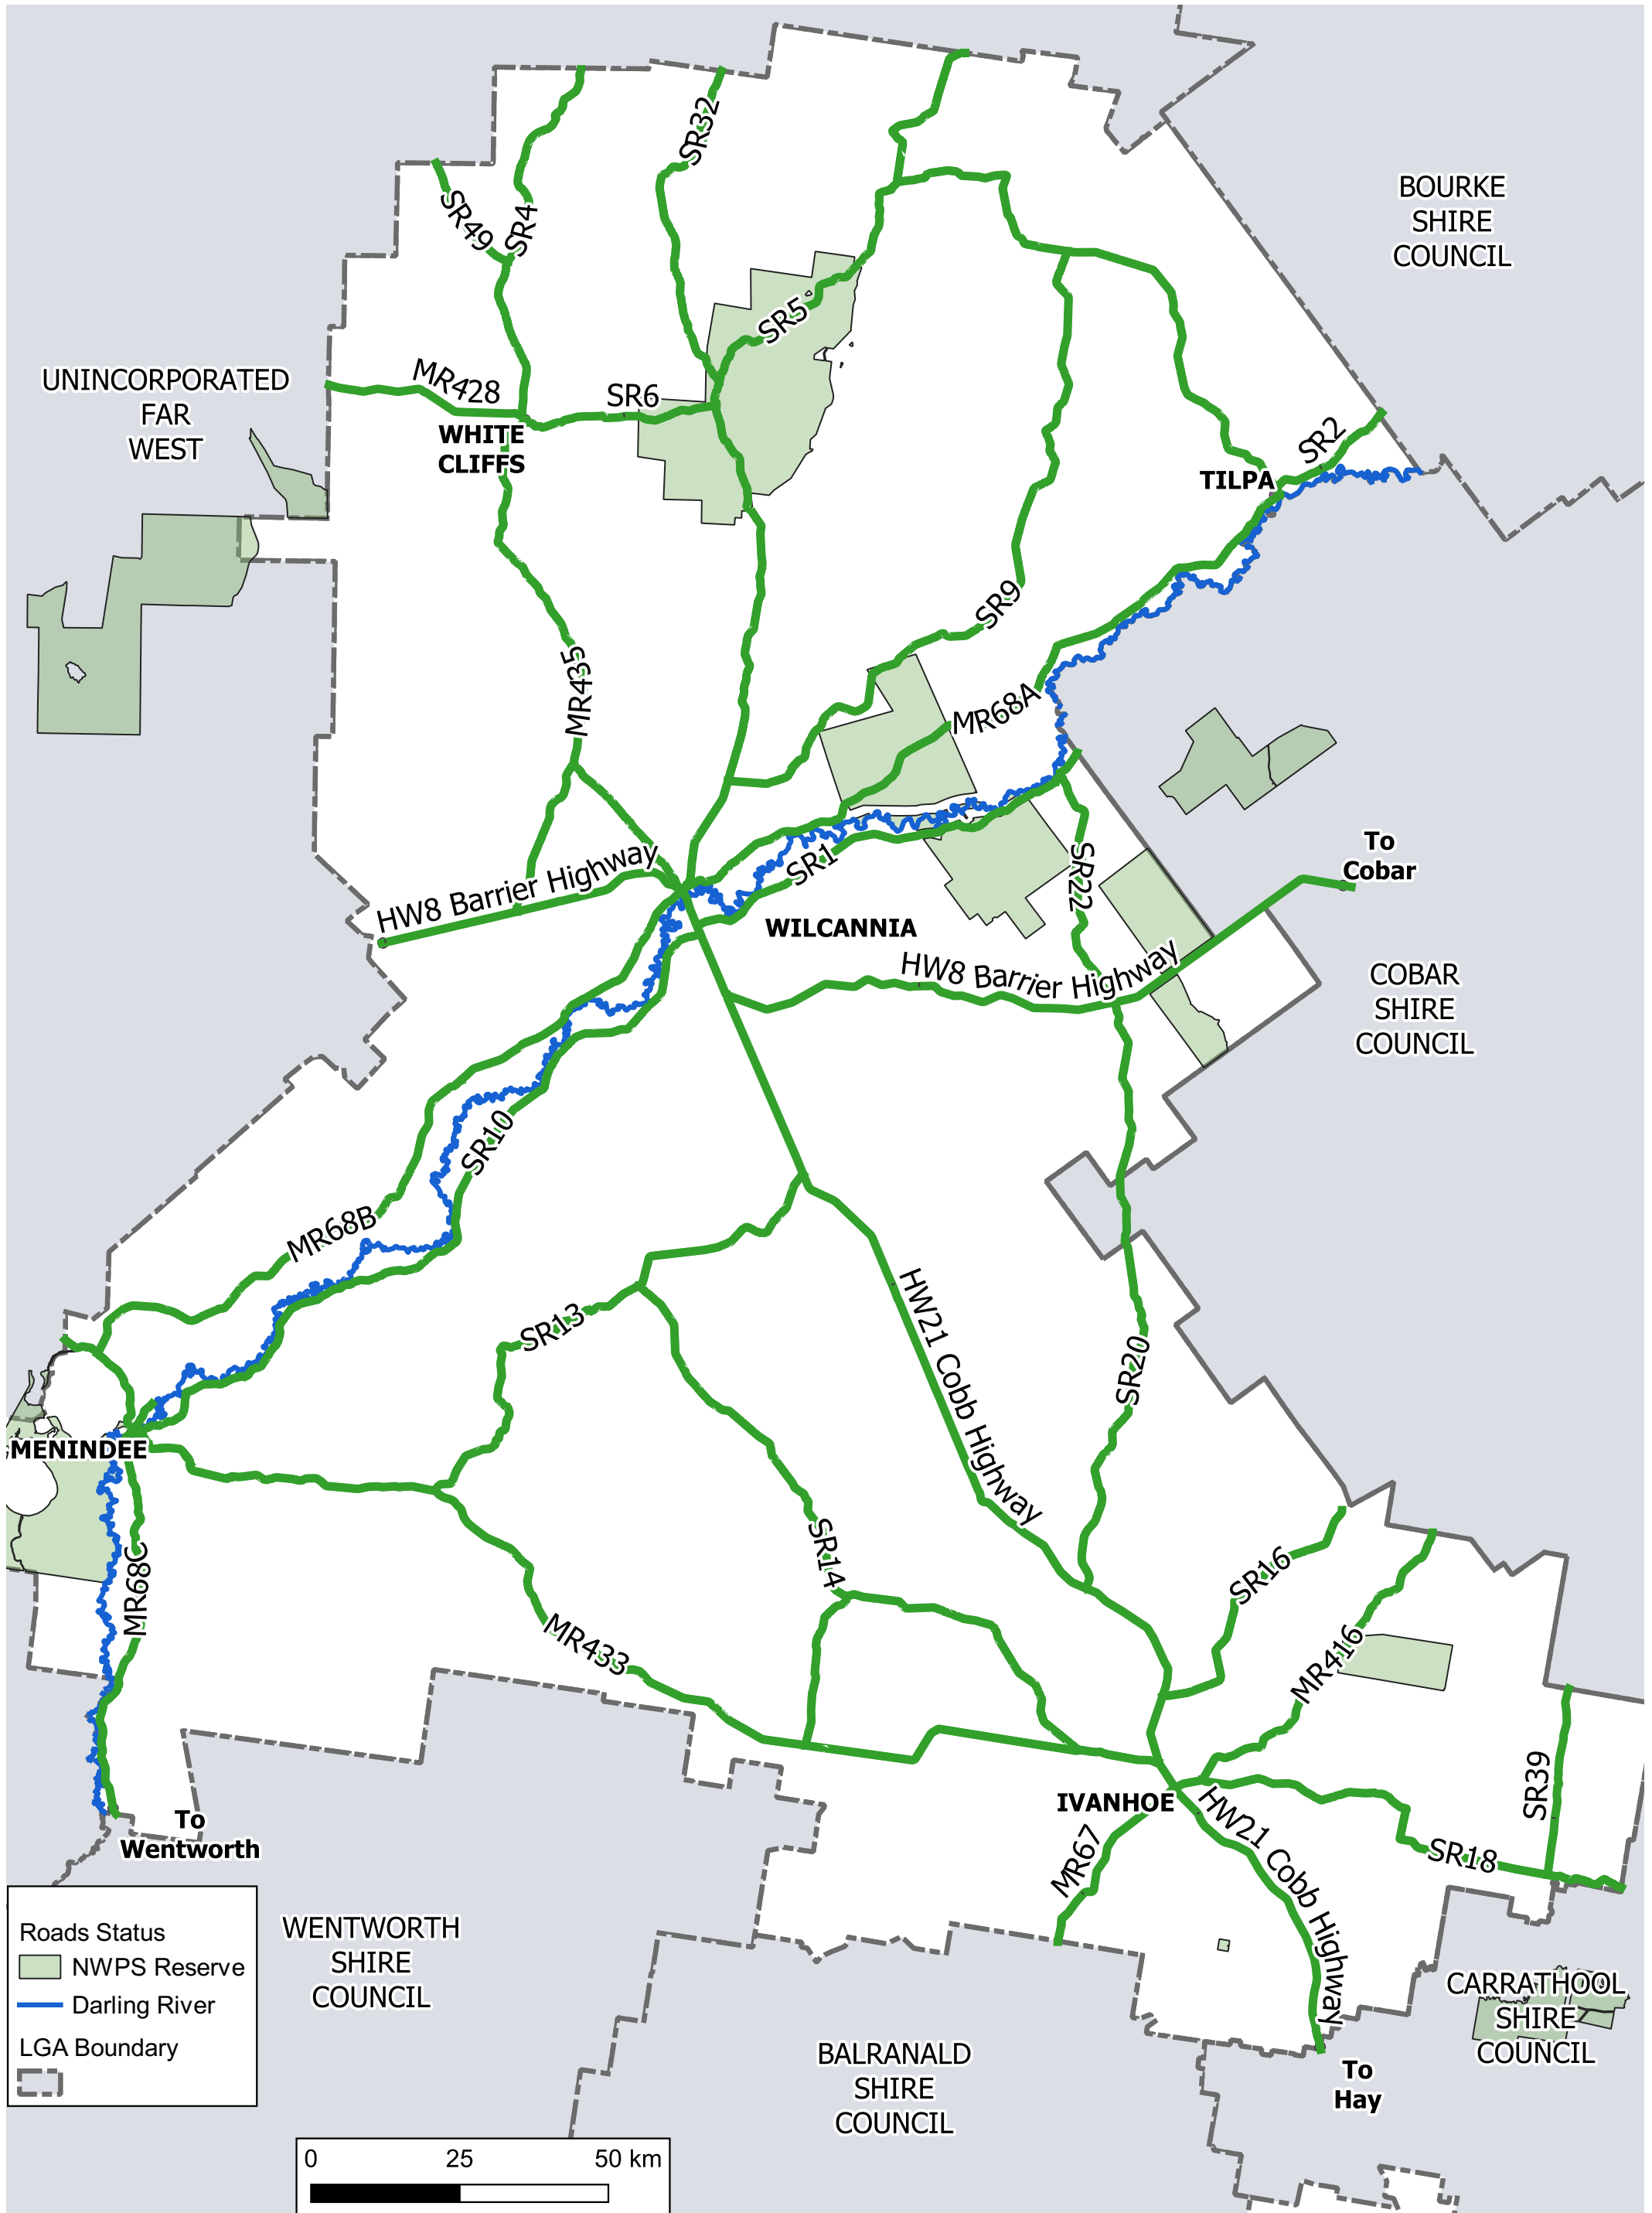 SR32
BOURKE
SHIRE
COUNCIL
SR49
SR4
SR5
UNINCORPORATED
FAR
WEST
MR428
SR6
WHITE
CLIFFS
SR2
TILPA
SR9
MR435
MR68A
To
Cobar
HW8 Barrier Highway
SR1
SR22
WILCANNIA
HW8 Barrier Highway
COBAR
SHIRE
COUNCIL
SR10
MR68B
SR13
HW21 Cobb Highway
SR20
MENINDEE
SR14
MR68C
SR16
MR433
MR416
SR39
IVANHOE
HW21 Cobb Highway
To
Wentworth
MR67
SR18
Roads Status
NWPS Reserve
Darling River
LGA Boundary
WENTWORTH
SHIRE
COUNCIL
CARRATHOOL
SHIRE
COUNCIL
BALRANALD
SHIRE
COUNCIL
To
Hay
0 25 50 km